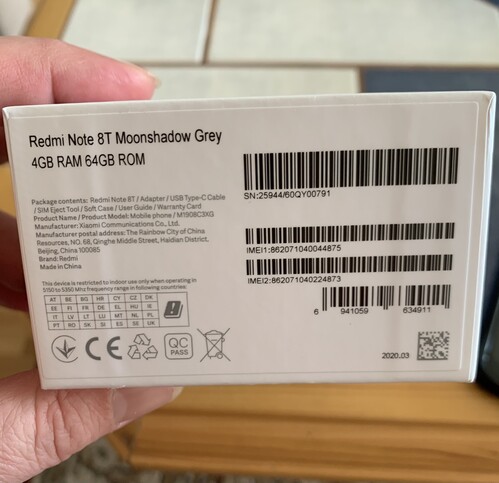 Redmi Note 8T Moonshadow Grey
4GB RAM 64GB ROM
Package contents: Redmi Note 8T / Adapter / USB Type-C Cable
/ SIM Eject Tool / Soft Case / User Guide / Warranty Card
Product Name / Product Model: Mobile phone / M1908C3XG
Manufacturer: Xiaomi Communications Co., Ltd.
Manufacturer postal address: The Rainbow City of China
Resources, NO. 68, Qinghe Middle Street, Haidian District,
Beijing, China 100085
Brand: Redmi
Made in China
SN:25944/60QY00791
IMEI1:862071040044875
IMEI2:862071040224873
6 941059 634911
This device is restricted to indoor use only when operating in
5150 to 5350 Mhz frequency range in following countries:
AT BE BG HR CY CZ DK
EE FI FR DE EL HU IE
IT LV LT LU MT NL PL
PT RO SK SI ES SE UK
CE
QC
PASS
2020.03